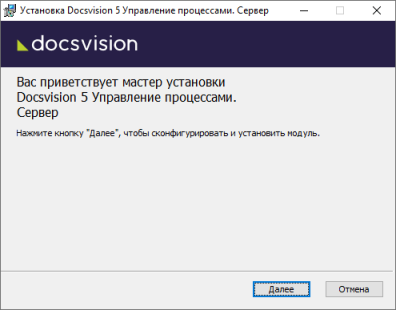 Установка Docsvision 5 Управление процессами. Сервер
docsvision
Вас приветствует мастер установки
Docsvision 5 Управление процессами.
Сервер
Нажмите кнопку "Далее", чтобы сконфигурировать и установить модуль.
Далее
Отмена